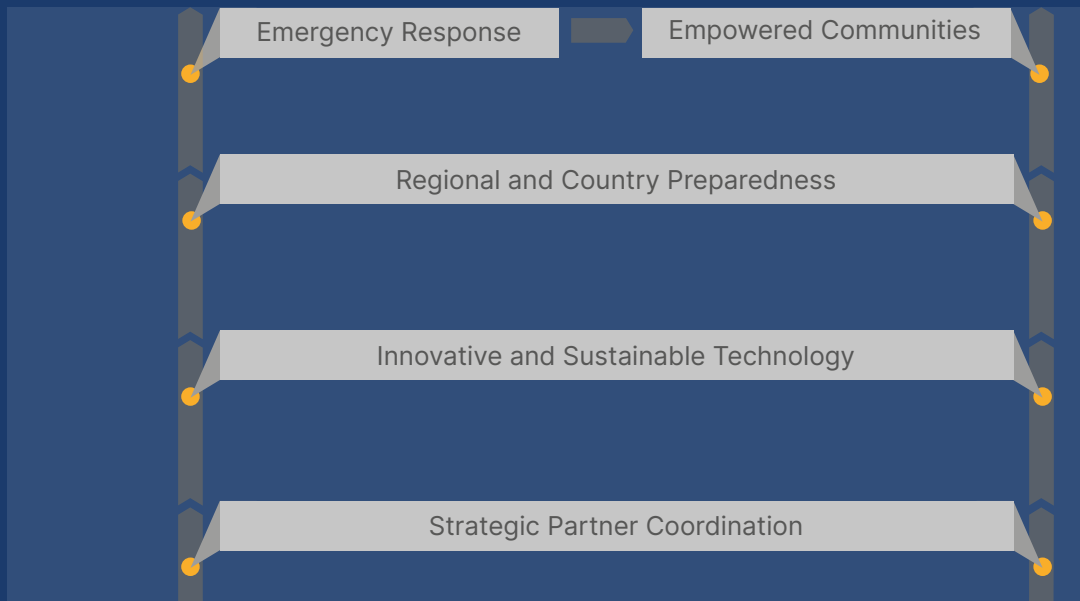 Emergency Response
Empowered Communities
Regional and Country Preparedness
Innovative and Sustainable Technology
Strategic Partner Coordination